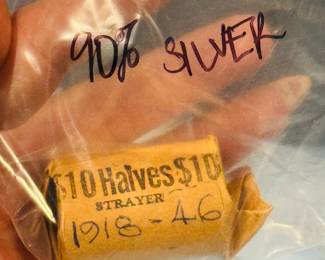 90% SILVER
$10 Halves $10
STRAYER
1918-46